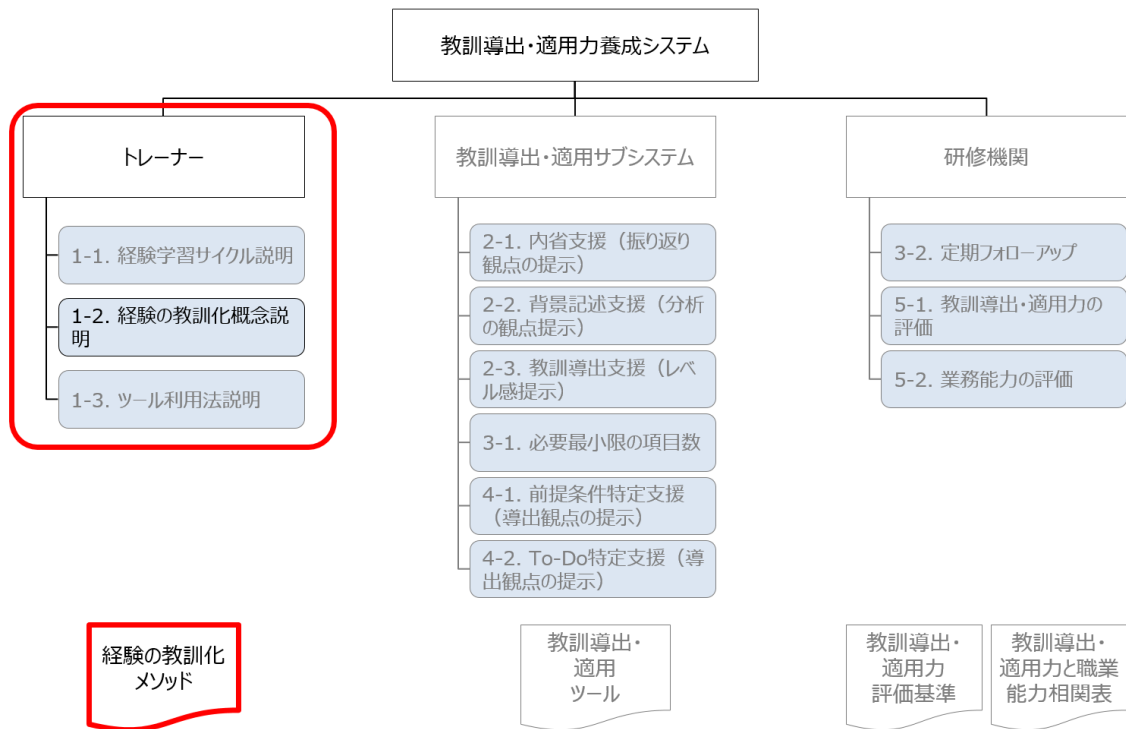 教訓導出・適用力養成システム
トレーナー
1-1. 経験学習サイクル説明
1-2. 経験の教訓化概念説
明
1-3. ツール利用法説明
教訓導出・適用サブシステム
2-1. 内省支援（振り返り
観点の提示）
2-2. 背景記述支援（分析
の観点提示）
2-3. 教訓導出支援（レベ
ル感提示）
3-1. 必要最小限の項目数
4-1. 前提条件特定支援
（導出観点の提示）
4-2. To-Do特定支援（導
出観点の提示）
研修機関
3-2. 定期フォローアップ
5-1. 教訓導出・適用力の
評価
5-2. 業務能力の評価
経験の教訓化
メソッド
教訓導出・
適用
ツール
教訓導出・
適用力
評価基準
教訓導出・
適用力と職業
能力相関表